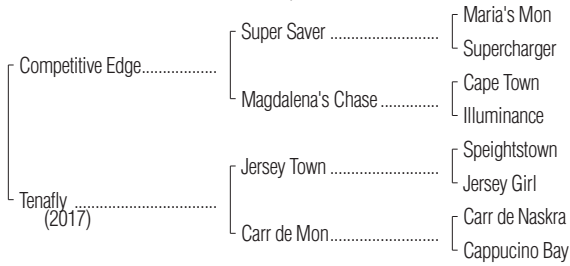 Maria's Mon
Super Saver ........................
Supercharger
Competitive Edge.................
Cape Town
Magdalena's Chase .............
Illuminance
Speightstown
Jersey Town ........................
Jersey Girl
Tenafly ................................
(2017)
Carr de Naskra
Carr de Mon........................
Cappucino Bay